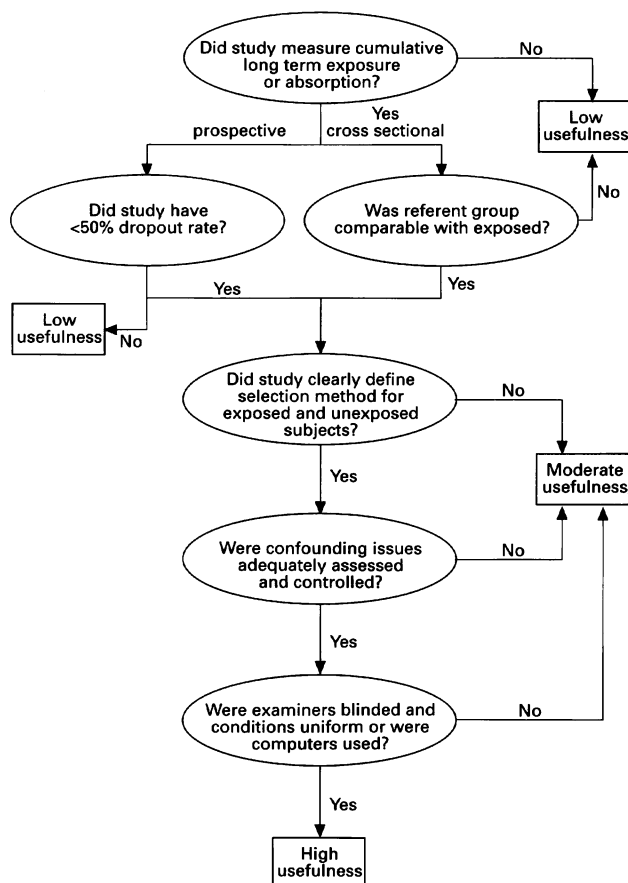 Did study measure cumulative
long term exposure
or absorption?
No
Yes
prospective
cross sectional
Low
usefulness
No
Did study have
<50% dropout rate?
Was referent group
comparable with exposed?
Yes
Yes
Low
usefulness
No
Did study clearly define
selection method for
exposed and unexposed
subjects?
No
Yes
Moderate
usefulness
Were confounding issues
adequately assessed
and controlled?
No
Yes
Were examiners blinded and
conditions uniform or were
computers used?
No
Yes
High
usefulness